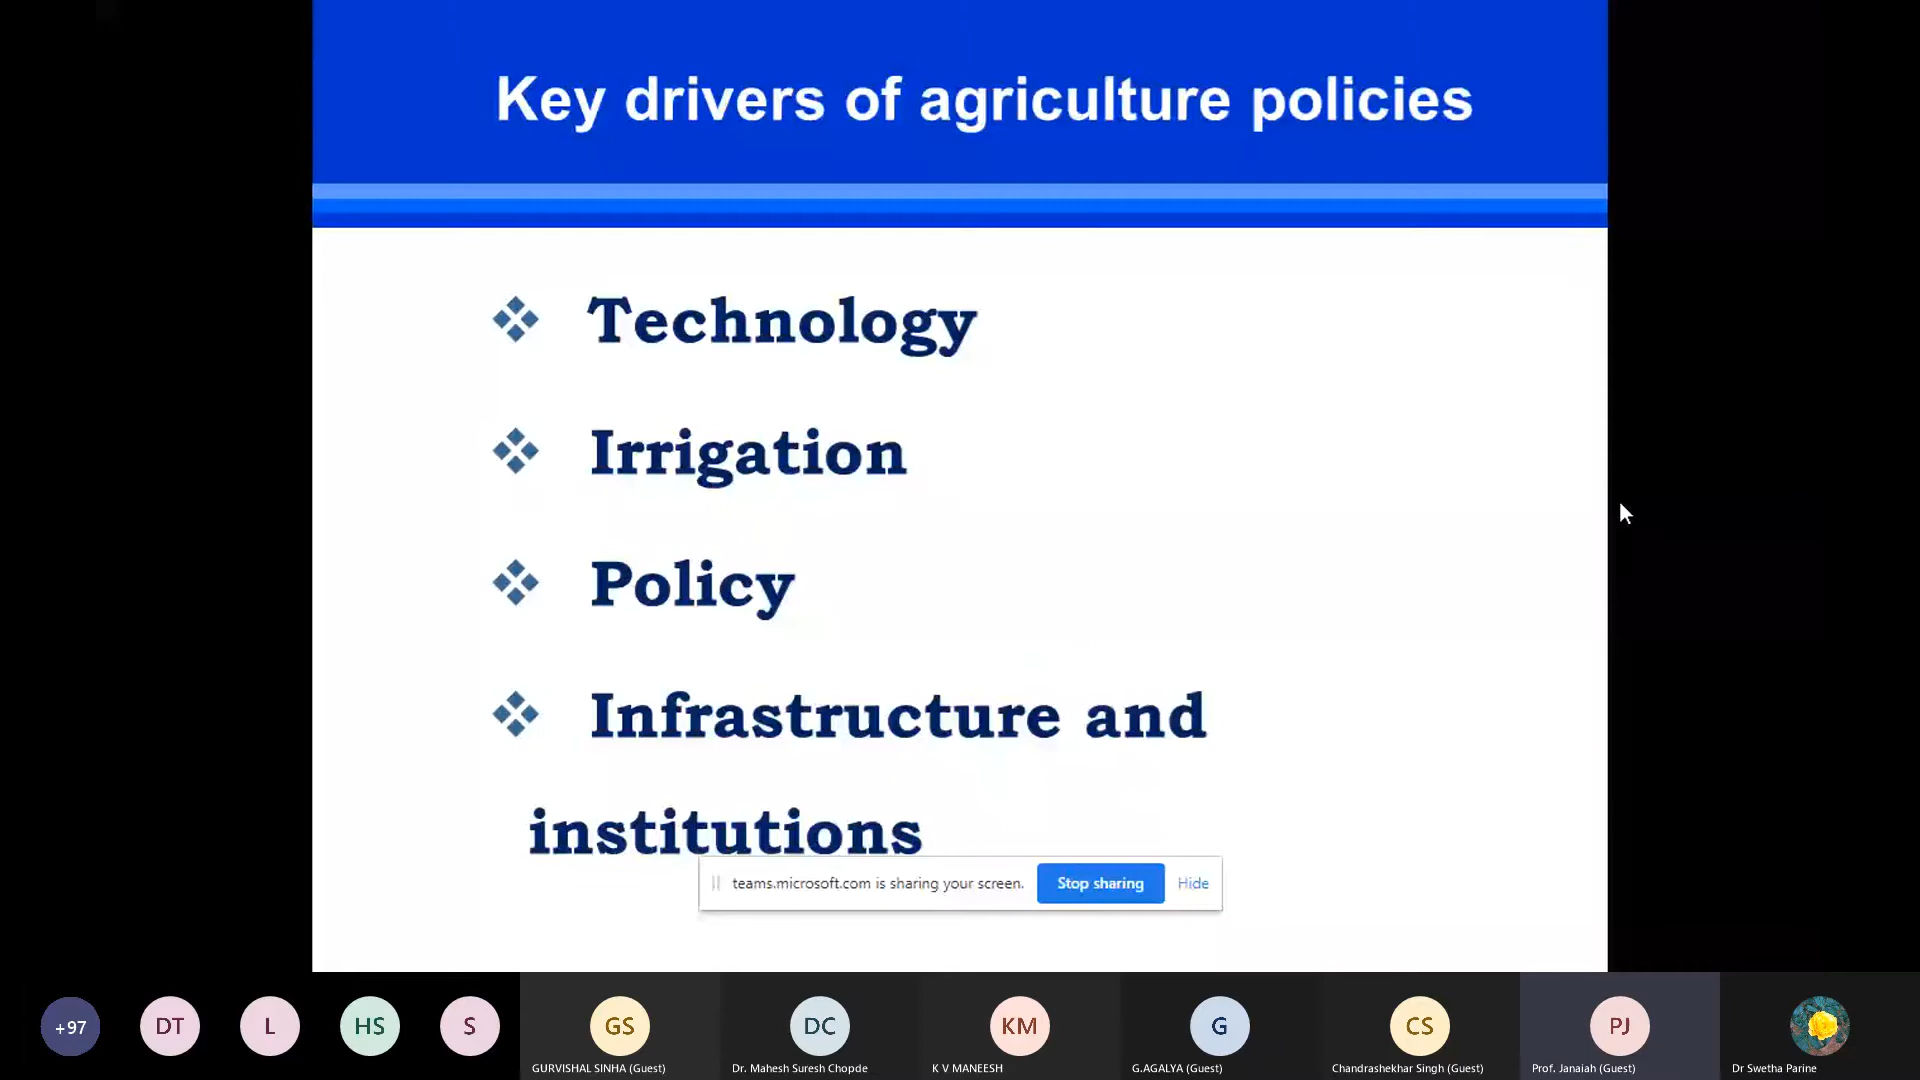 Key drivers of agriculture policies
Technology
Irrigation
Policy
Infrastructure and
institutions
teams.microsoft.com is sharing your screen. Stop sharing Hide
+97 DT L HS S GS DC KM G CS PJ
GURVISHAL SINHA (Guest) Dr. Mahesh Suresh Chopde K V MANEESH G.AGALYA (Guest) Chandrashekhar Singh (Guest) Prof. Janaiah (Guest) Dr Swetha Parine